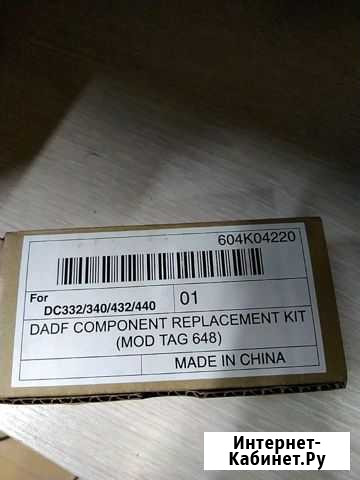 604K04220
For
DC332/340/432/440
01
DADF COMPONENT REPLACEMENT KIT
(MOD TAG 648)
MADE IN CHINA
Интернет-
Кабинет.Ру